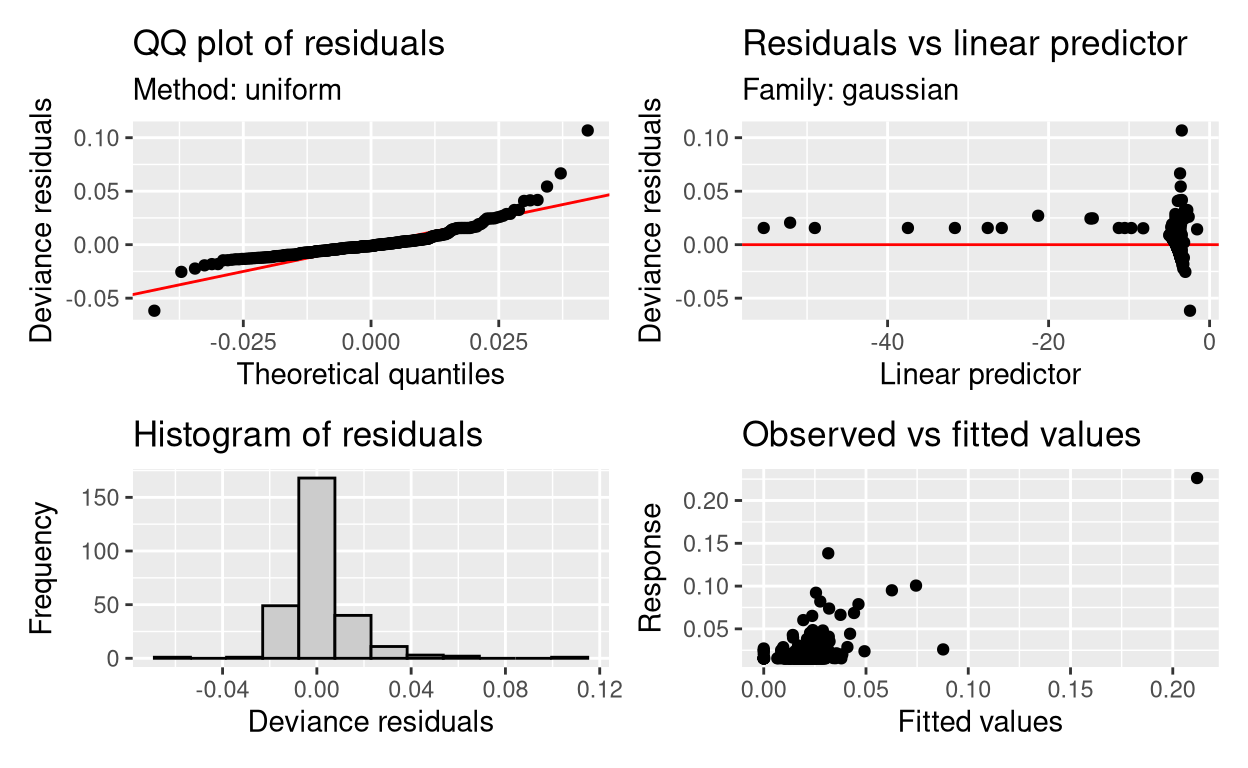 QQ plot of residuals
Method: uniform
Deviance residuals
0.10
0.05
0.00
-0.05
-0.025
0.000
0.025
Theoretical quantiles
Residuals vs linear predictor
Family: gaussian
Deviance residuals
0.10
0.05
0.00
-0.05
-40
-20
0
Linear predictor
Histogram of residuals
Frequency
150
100
50
0
-0.04
0.00
0.04
0.08
0.12
Deviance residuals
Observed vs fitted values
Response
0.20
0.15
0.10
0.05
0.00
0.05
0.10
0.15
0.20
Fitted values